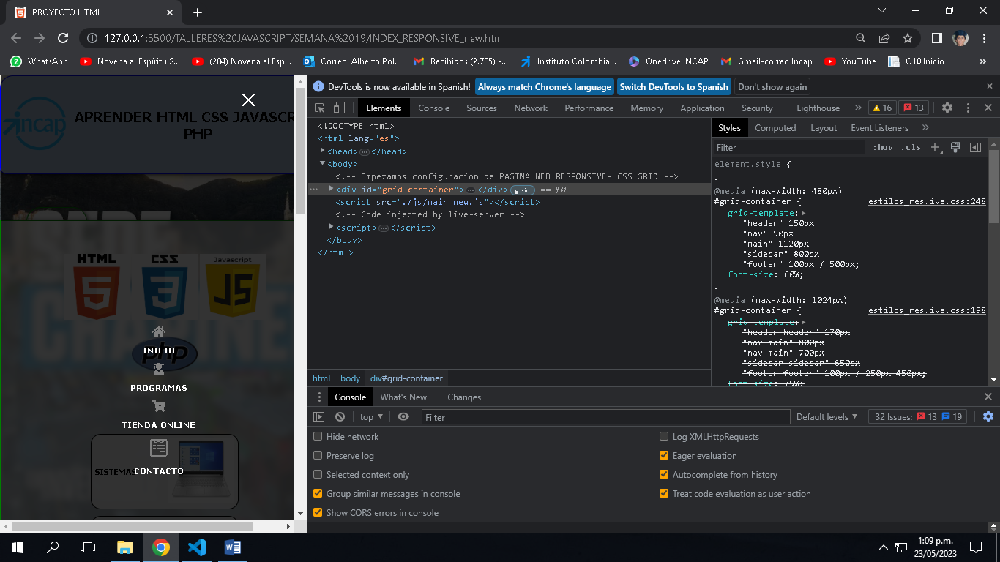 PROYECTO HTML
127.0.0.1:5500/TALLERES%20JAVASCRIPT/SEMANA%2019/INDEX_RESPONSIVE_new.html
WhatsApp
Novena al Espíritu S...
(284) Novena al Esp...
Correo: Alberto Pol...
Recibidos (2.785) -...
Instituto Colombia...
Onedrive INCAP
Gmail-correo Incap
YouTube
Q10 Inicio
»
incap
APRENDER HTML CSS JAVASCR
PHP
HTML
5
CSS
3
Javascript
JS
php
INICIO
PROGRAMAS
TIENDA ONLINE
SISTEMAS
CONTACTO
DevTools is now available in Spanish!
Always match Chrome's language
Switch DevTools to Spanish
Don't show again
Elements
Console
Sources
Network
Performance
Memory
Application
Security
Lighthouse
»
16
13
<!DOCTYPE html>
<html lang="es">
<head>…</head>
<body>
<!-- Empezamos configuracion de PAGINA WEB RESPONSIVE- CSS GRID -->
<div id="grid-container">…</div> grid == $0
<script src="./js/main_new.js"></script>
<!-- Code injected by live-server -->
<script>…</script>
</body>
</html>
html body div#grid-container
Styles
Computed
Layout
Event Listeners
»
Filter
:hov .cls +
element.style {
}
@media (max-width: 480px)
#grid-container { estilos_res…ive.css:248
grid-template:
"header" 150px
"nav" 50px
"main" 1120px
"sidebar" 800px
"footer" 100px / 500px;
font-size: 60%;
}
@media (max-width: 1024px)
#grid-container { estilos_res…ive.css:198
grid-template:
"header header" 170px
"nav main" 800px
"nav main" 700px
"sidebar sidebar" 650px
"footer footer" 100px / 250px 450px;
font-size: 75%;
Console
What's New
Changes
top
Filter
Default levels
32 Issues: 13 19
Hide network
Preserve log
Selected context only
Group similar messages in console
Show CORS errors in console
Log XMLHttpRequests
Eager evaluation
Autocomplete from history
Treat code evaluation as user action
1:09 p.m.
23/05/2023